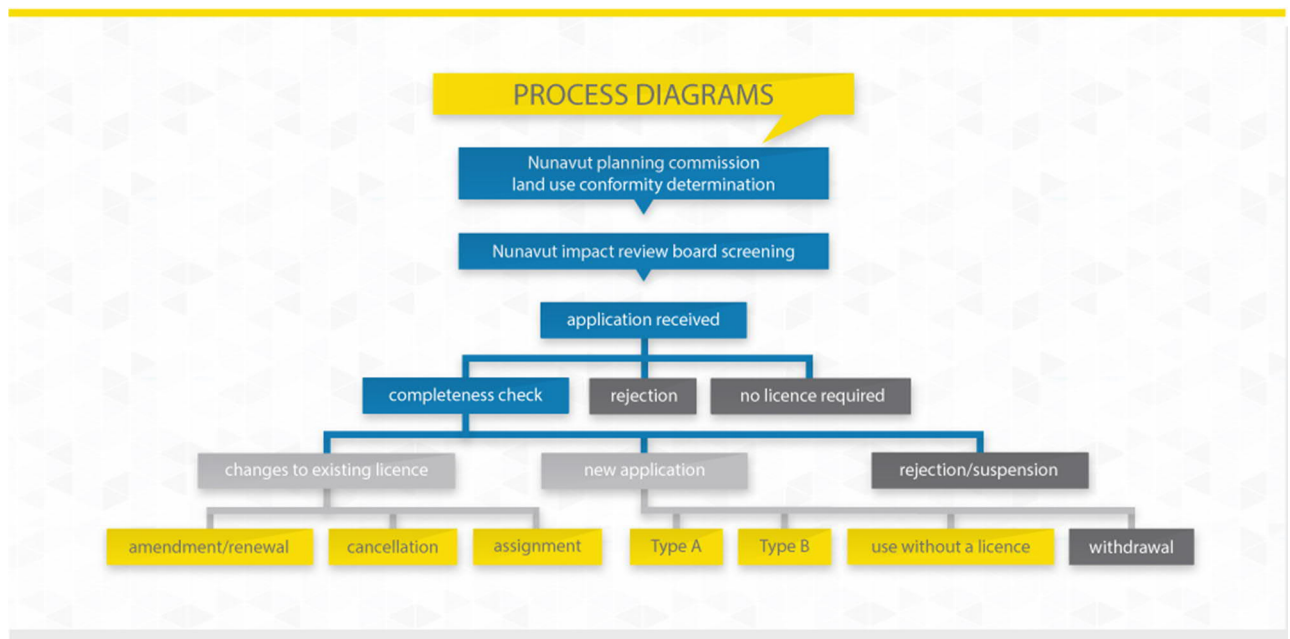 PROCESS DIAGRAMS
Nunavut planning commission
land use conformity determination
Nunavut impact review board screening
application received
completeness check
rejection
no licence required
changes to existing licence
new application
rejection/suspension
amendment/renewal
cancellation
assignment
Type A
Type B
use without a licence
withdrawal